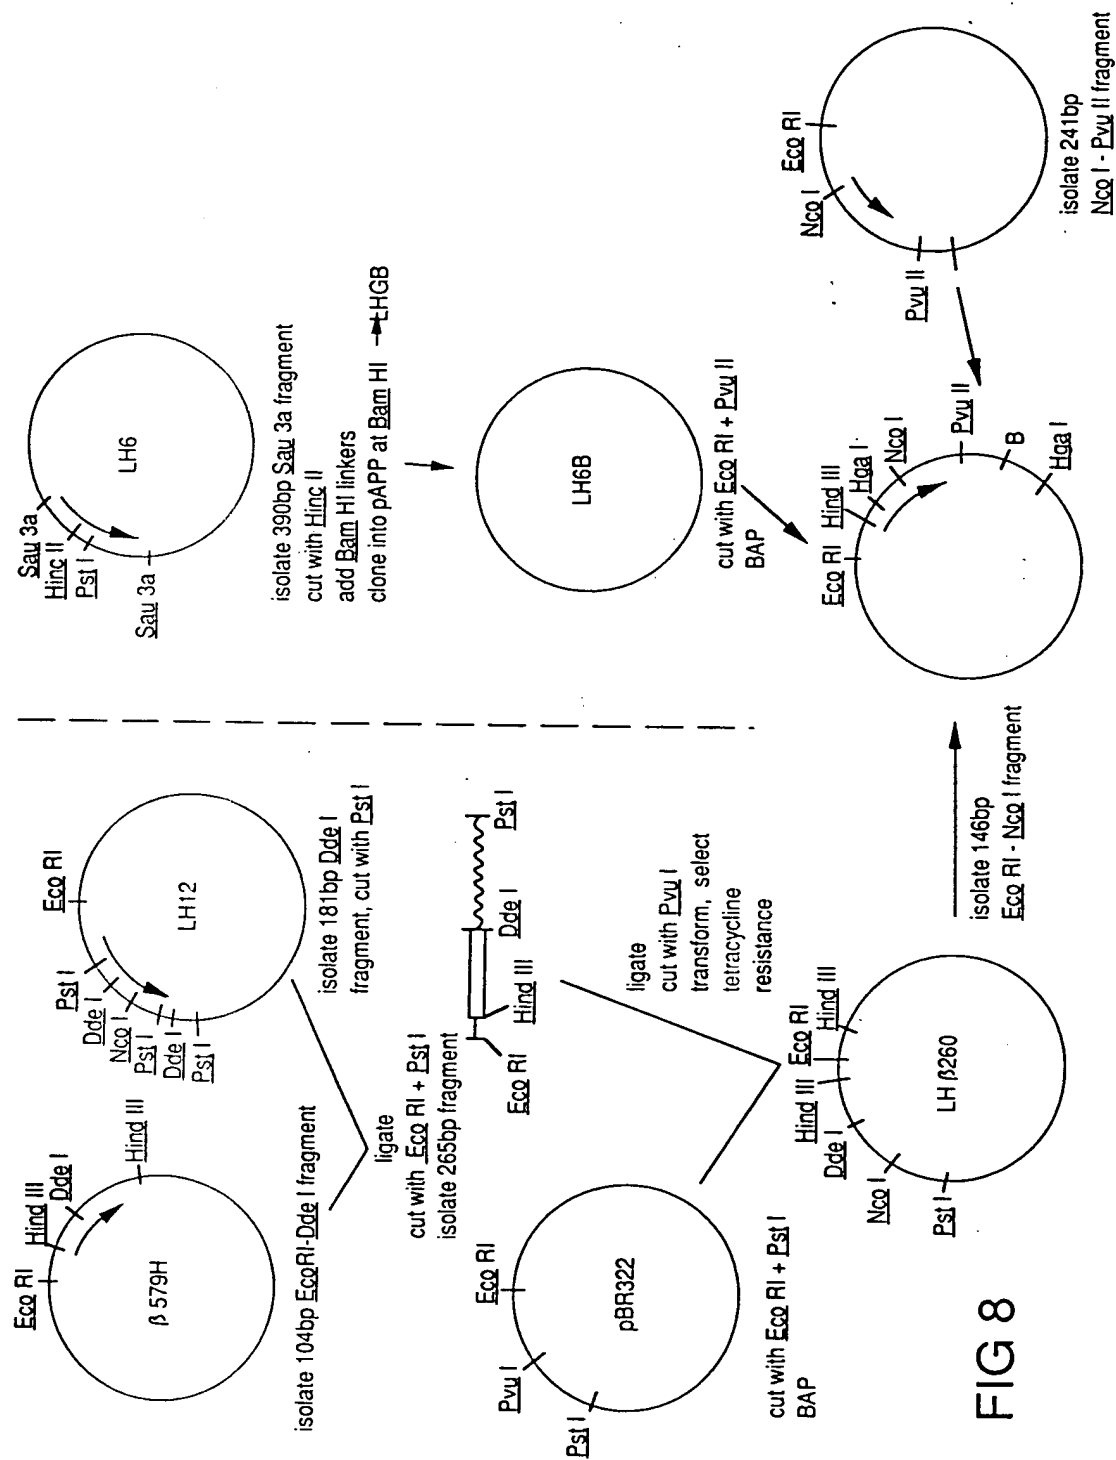 Eco RI
Hind III
Dde I
Hind III
β 579H
isolate 104bp EcoRI-Dde I fragment
Eco RI
Pst I
Dde I
Nco I
Pst I
Dde I
Pst I
LH12
isolate 181bp Dde I
fragment, cut with Pst I
ligate
cut with Eco RI + Pst I
isolate 265bp fragment
Eco RI
Hind III
Dde I
Pst I
Eco RI
Pvu I
Pst I
pBR322
cut with Eco RI + Pst I
BAP
ligate
cut with Pvu I
transform, select
tetracycline
resistance
Hind III
Eco RI
Hind III
Dde I
Nco I
Pst I
LH β260
isolate 146bp
Eco RI - Nco I fragment
Sau 3a
Hinc II
Pst I
Sau 3a
LH6
isolate 390bp Sau 3a fragment
cut with Hinc II
add Bam HI linkers
clone into pAPP at Bam HI → LHGB
LH6B
cut with Eco RI + Pvu II
BAP
Eco RI
Hind III
Hga I
Nco I
Pvu II
B
Hga I
Eco RI
Nco I
Pvu II
isolate 241bp
Nco I - Pvu II fragment
FIG 8